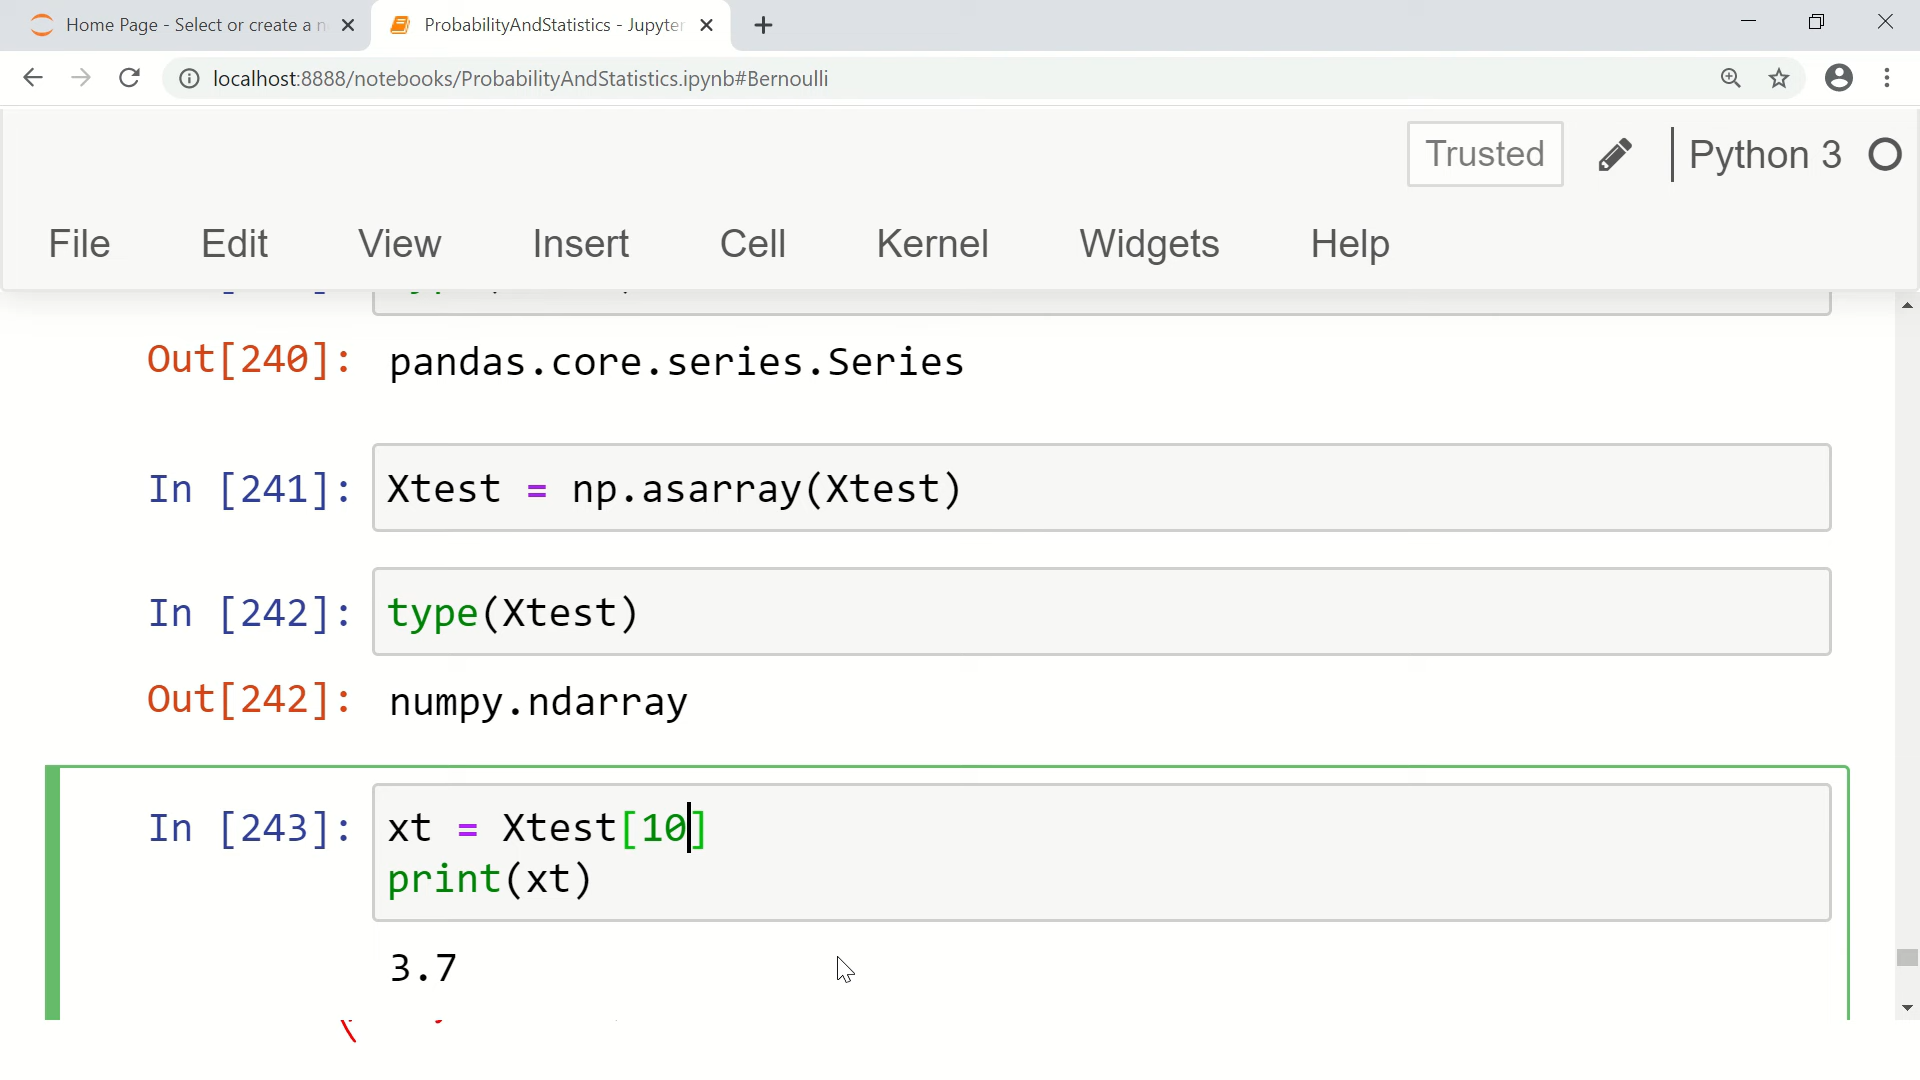 Home Page - Select or create a n
ProbabilityAndStatistics - Jupyter
localhost:8888/notebooks/ProbabilityAndStatistics.ipynb#Bernoulli
Trusted
Python 3
File Edit View Insert Cell Kernel Widgets Help
Out[240]: pandas.core.series.Series
In [241]: Xtest = np.asarray(Xtest)
In [242]: type(Xtest)
Out[242]: numpy.ndarray
In [243]: xt = Xtest[10]
print(xt)
3.7